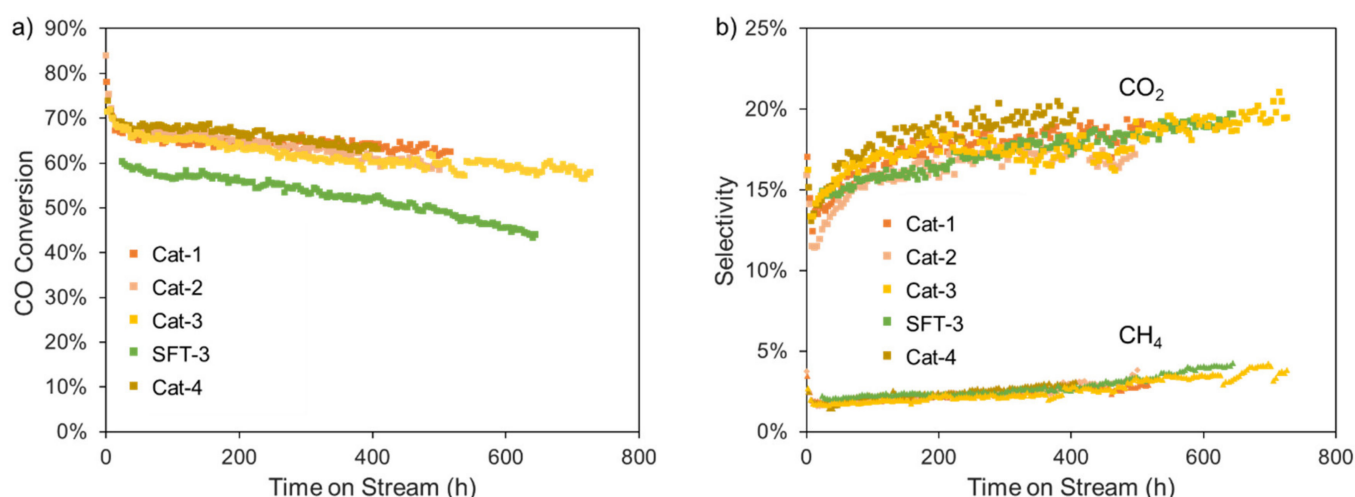 a)
90%
80%
70%
60%
50%
40%
30%
20%
10%
0%
CO Conversion
Cat-1
Cat-2
Cat-3
SFT-3
Cat-4
0 200 400 600 800
Time on Stream (h)
b)
25%
20%
15%
10%
5%
0%
Selectivity
CO₂
Cat-1
Cat-2
Cat-3
SFT-3
Cat-4
CH₄
0 200 400 600 800
Time on Stream (h)